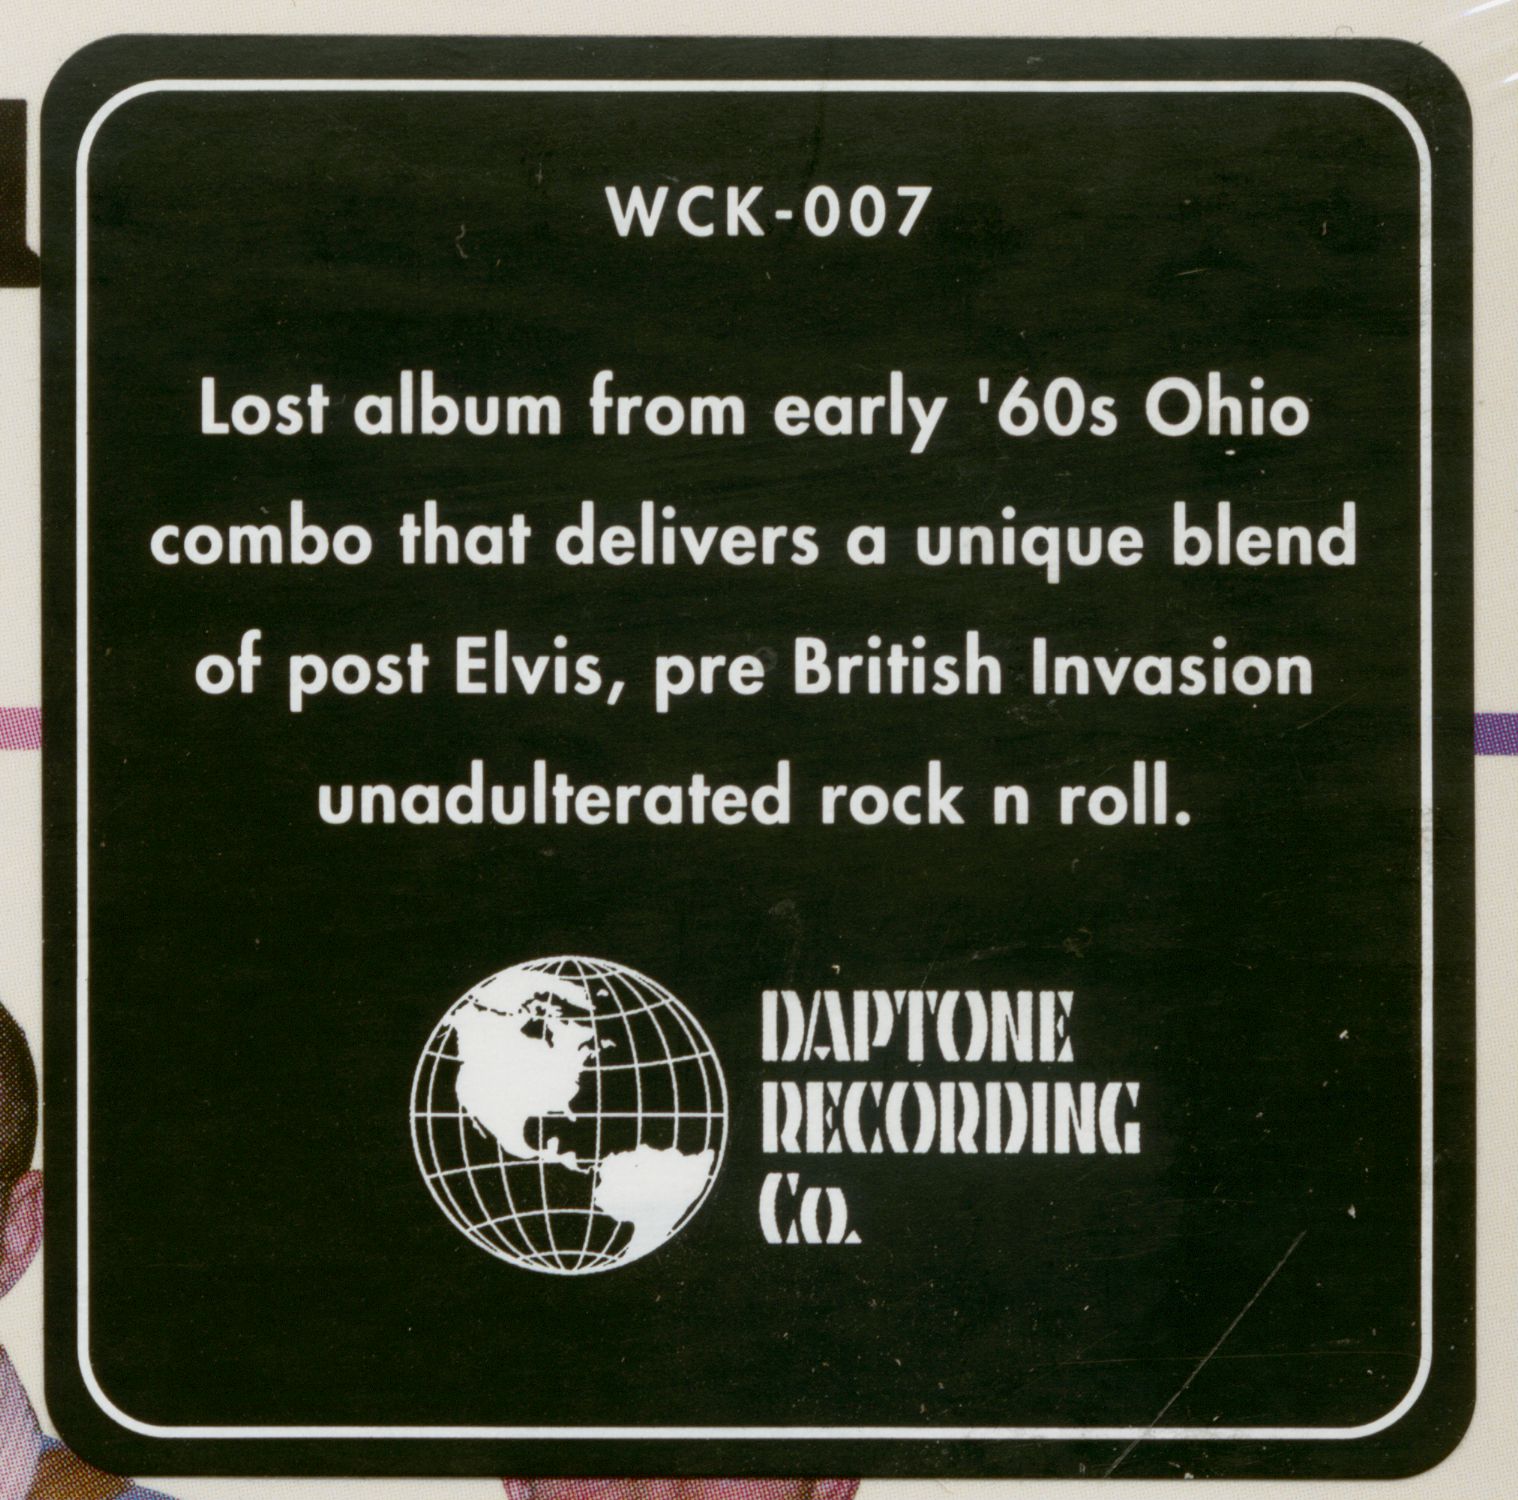 WCK-007
Lost album from early '60s Ohio
combo that delivers a unique blend
of post Elvis, pre British Invasion
unadulterated rock n roll.
DAPTONE
RECORDING
Co.